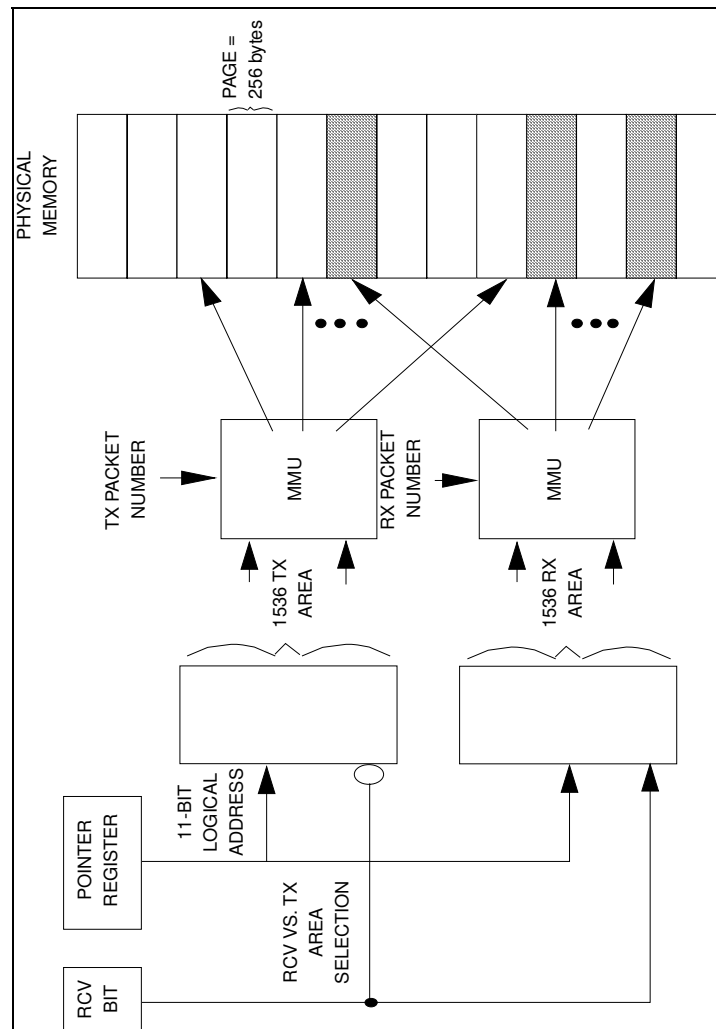 PHYSICAL
MEMORY
PAGE =
256 bytes
TX PACKET
NUMBER
MMU
RX PACKET
NUMBER
MMU
1536 TX
AREA
1536 RX
AREA
11-BIT
LOGICAL
ADDRESS
POINTER
REGISTER
RCV VS. TX
AREA
SELECTION
RCV
BIT